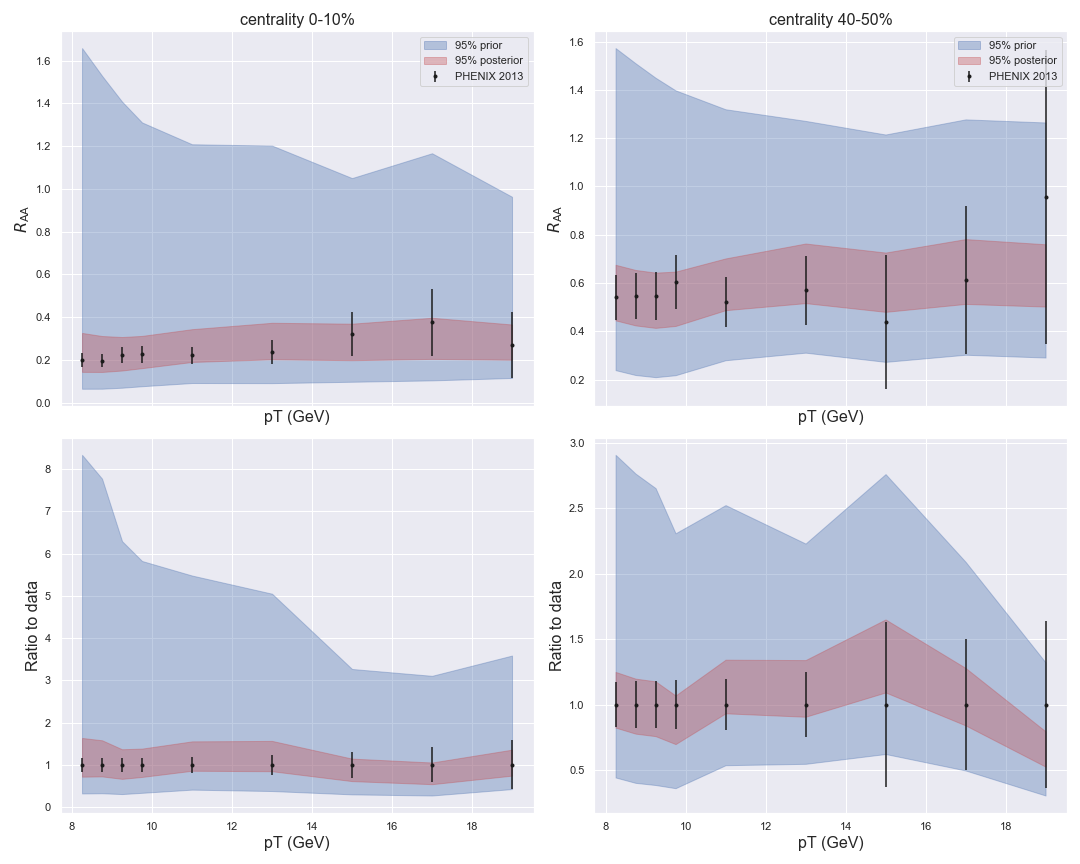 centrality 0-10%
95% prior
95% posterior
PHENIX 2013
1.6
1.4
1.2
1.0
0.8
0.6
0.4
0.2
0.0
RAA
pT (GeV)
centrality 40-50%
95% prior
95% posterior
PHENIX 2013
1.6
1.4
1.2
1.0
0.8
0.6
0.4
0.2
RAA
pT (GeV)
8
7
6
5
4
3
2
1
0
Ratio to data
8 10 12 14 16 18
pT (GeV)
3.0
2.5
2.0
1.5
1.0
0.5
Ratio to data
8 10 12 14 16 18
pT (GeV)